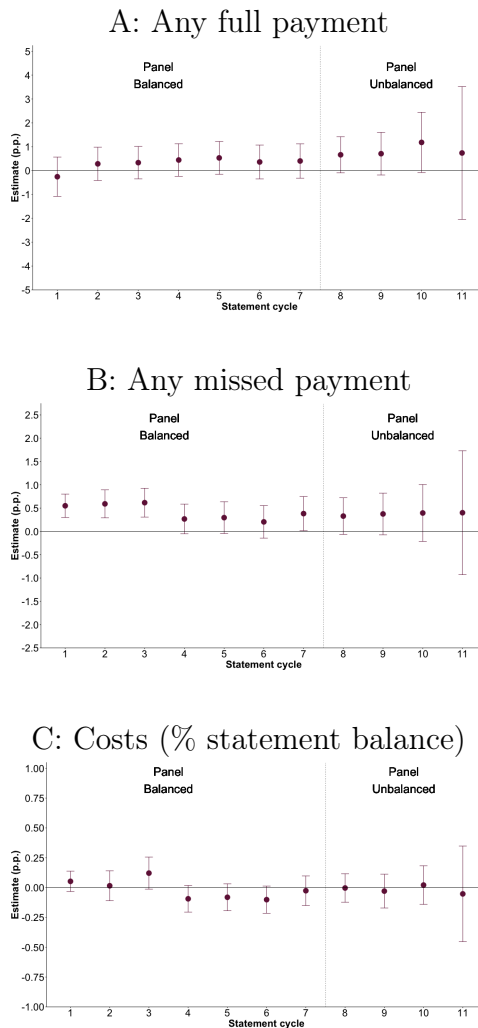 A: Any full payment
5
4
3
2
1
0
-1
-2
-3
-4
-5
Estimate (p.p.)
Panel
Balanced
Panel
Unbalanced
1 2 3 4 5 6 7 8 9 10 11
Statement cycle
B: Any missed payment
2.5
2.0
1.5
1.0
0.5
0.0
-0.5
-1.0
-1.5
-2.0
-2.5
Estimate (p.p.)
Panel
Balanced
Panel
Unbalanced
1 2 3 4 5 6 7 8 9 10 11
Statement cycle
C: Costs (% statement balance)
1.00
0.75
0.50
0.25
0.00
-0.25
-0.50
-0.75
-1.00
Estimate (p.p.)
Panel
Balanced
Panel
Unbalanced
1 2 3 4 5 6 7 8 9 10 11
Statement cycle